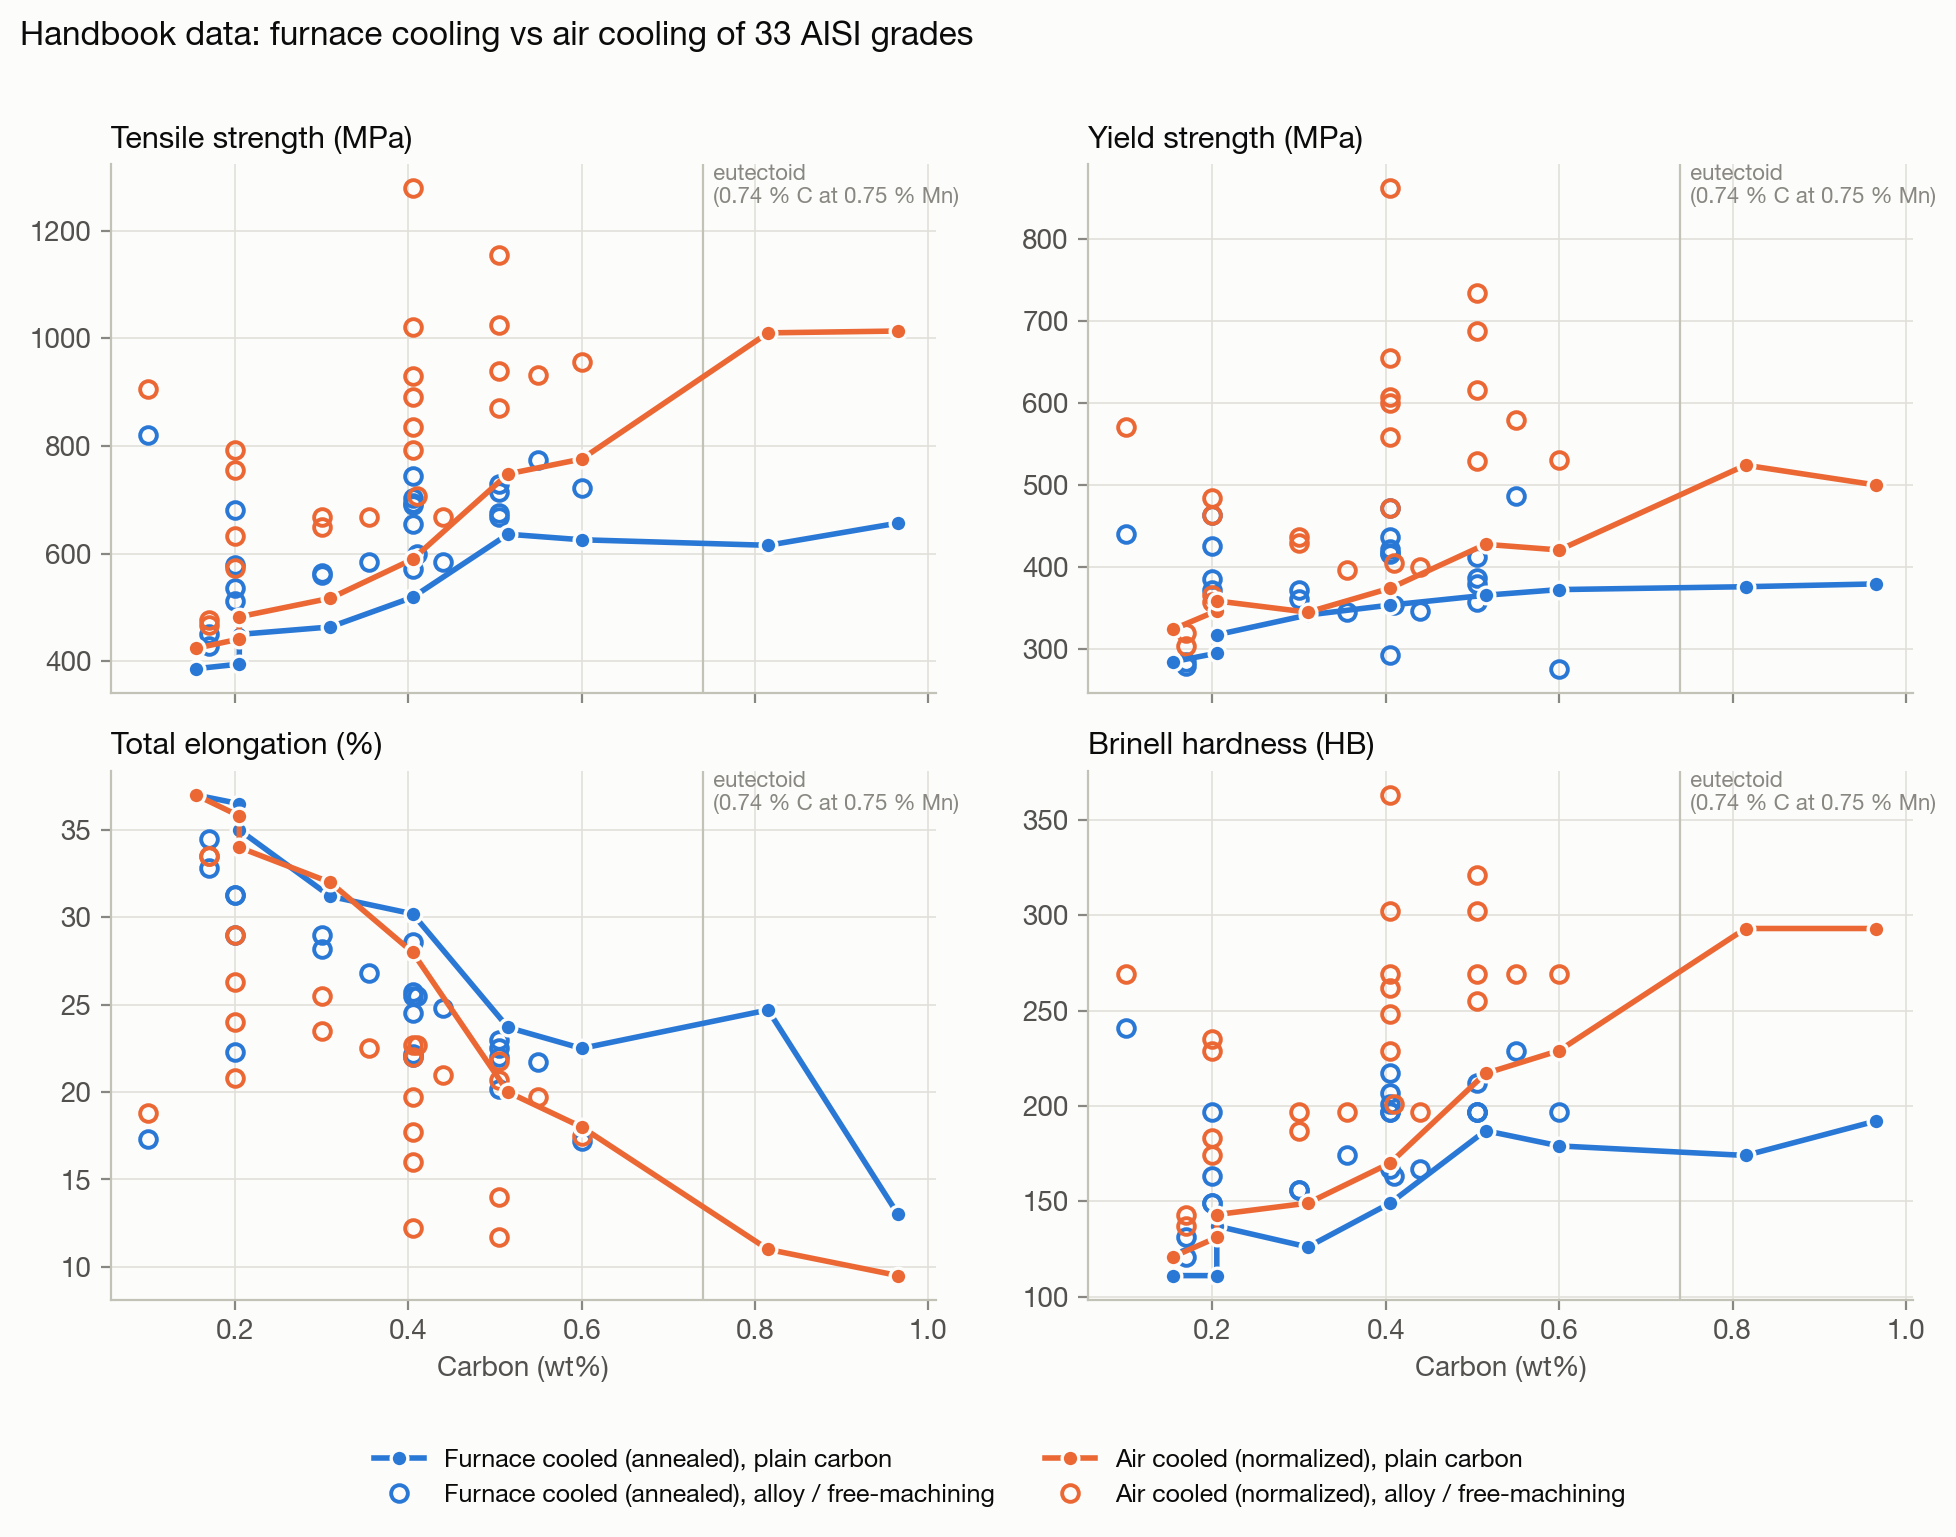 Handbook data: furnace cooling vs air cooling of 33 AISI grades
Tensile strength (MPa)
eutectoid
(0.74 % C at 0.75 % Mn)
1200
1000
800
600
400
Yield strength (MPa)
eutectoid
(0.74 % C at 0.75 % Mn)
800
700
600
500
400
300
Total elongation (%)
eutectoid
(0.74 % C at 0.75 % Mn)
35
30
25
20
15
10
0.2 0.4 0.6 0.8 1.0
Carbon (wt%)
Brinell hardness (HB)
eutectoid
(0.74 % C at 0.75 % Mn)
350
300
250
200
150
100
0.2 0.4 0.6 0.8 1.0
Carbon (wt%)
Furnace cooled (annealed), plain carbon
Furnace cooled (annealed), alloy / free-machining
Air cooled (normalized), plain carbon
Air cooled (normalized), alloy / free-machining